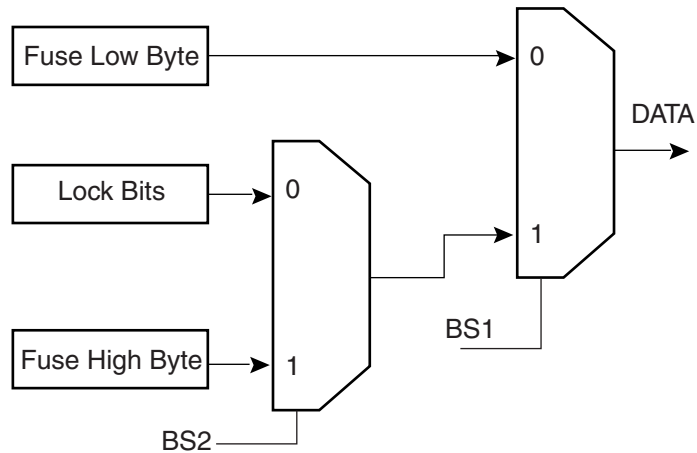 Fuse Low Byte
0
DATA
Lock Bits
0
1
BS1
Fuse High Byte
1
BS2